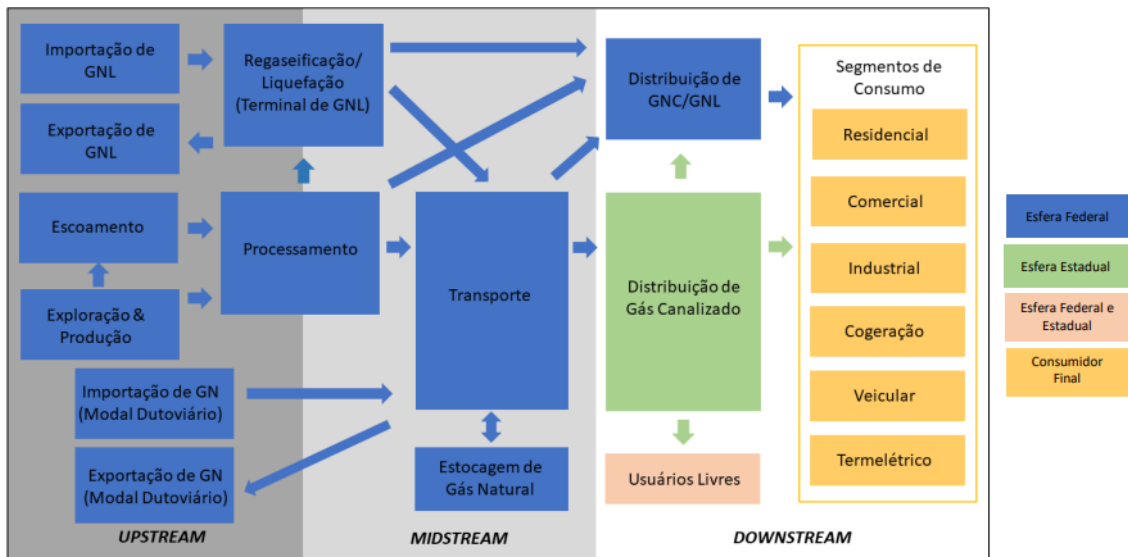 Importação de
GNL
Exportação de
GNL
Escoamento
Exploração &
Produção
Importação de GN
(Modal Dutoviário)
Exportação de GN
(Modal Dutoviário)
UPSTREAM
Regaseificação/
Liquefação
(Terminal de GNL)
Processamento
Transporte
Estocagem de
Gás Natural
MIDSTREAM
Distribuição de
GNC/GNL
Distribuição de
Gás Canalizado
Usuários Livres
DOWNSTREAM
Segmentos de
Consumo
Residencial
Comercial
Industrial
Cogeração
Veicular
Termelétrico
Esfera Federal
Esfera Estadual
Esfera Federal e
Estadual
Consumidor
Final